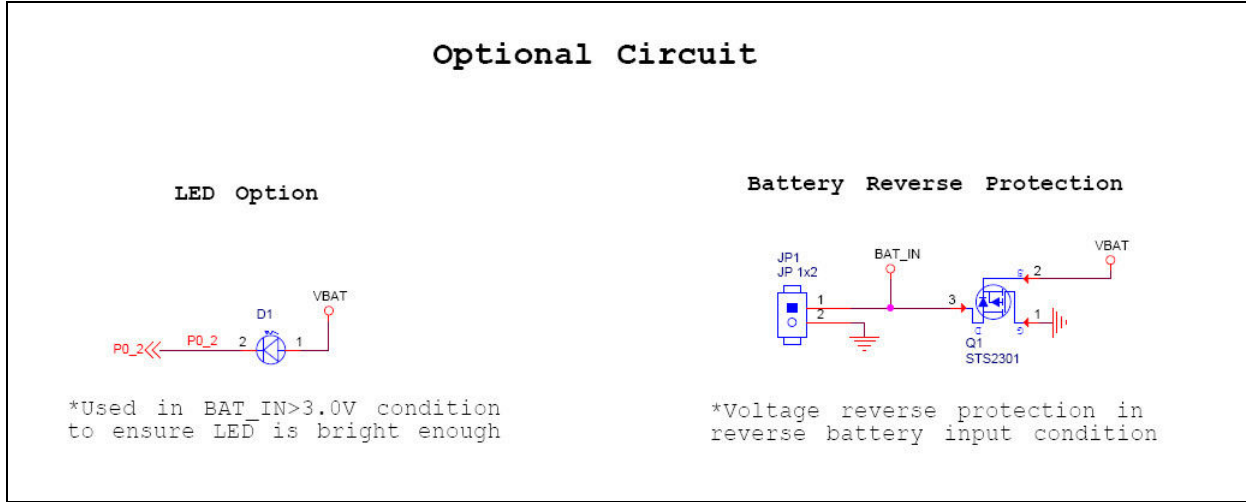 Optional Circuit
LED Option
VBAT
D1
P0_2
P0_2
2
1
*Used in BAT_IN>3.0V condition
to ensure LED is bright enough
Battery Reverse Protection
JP1
JP 1x2
BAT_IN
VBAT
1
2
3
S
2
D
G
1
Q1
STS2301
*Voltage reverse protection in
reverse battery input condition